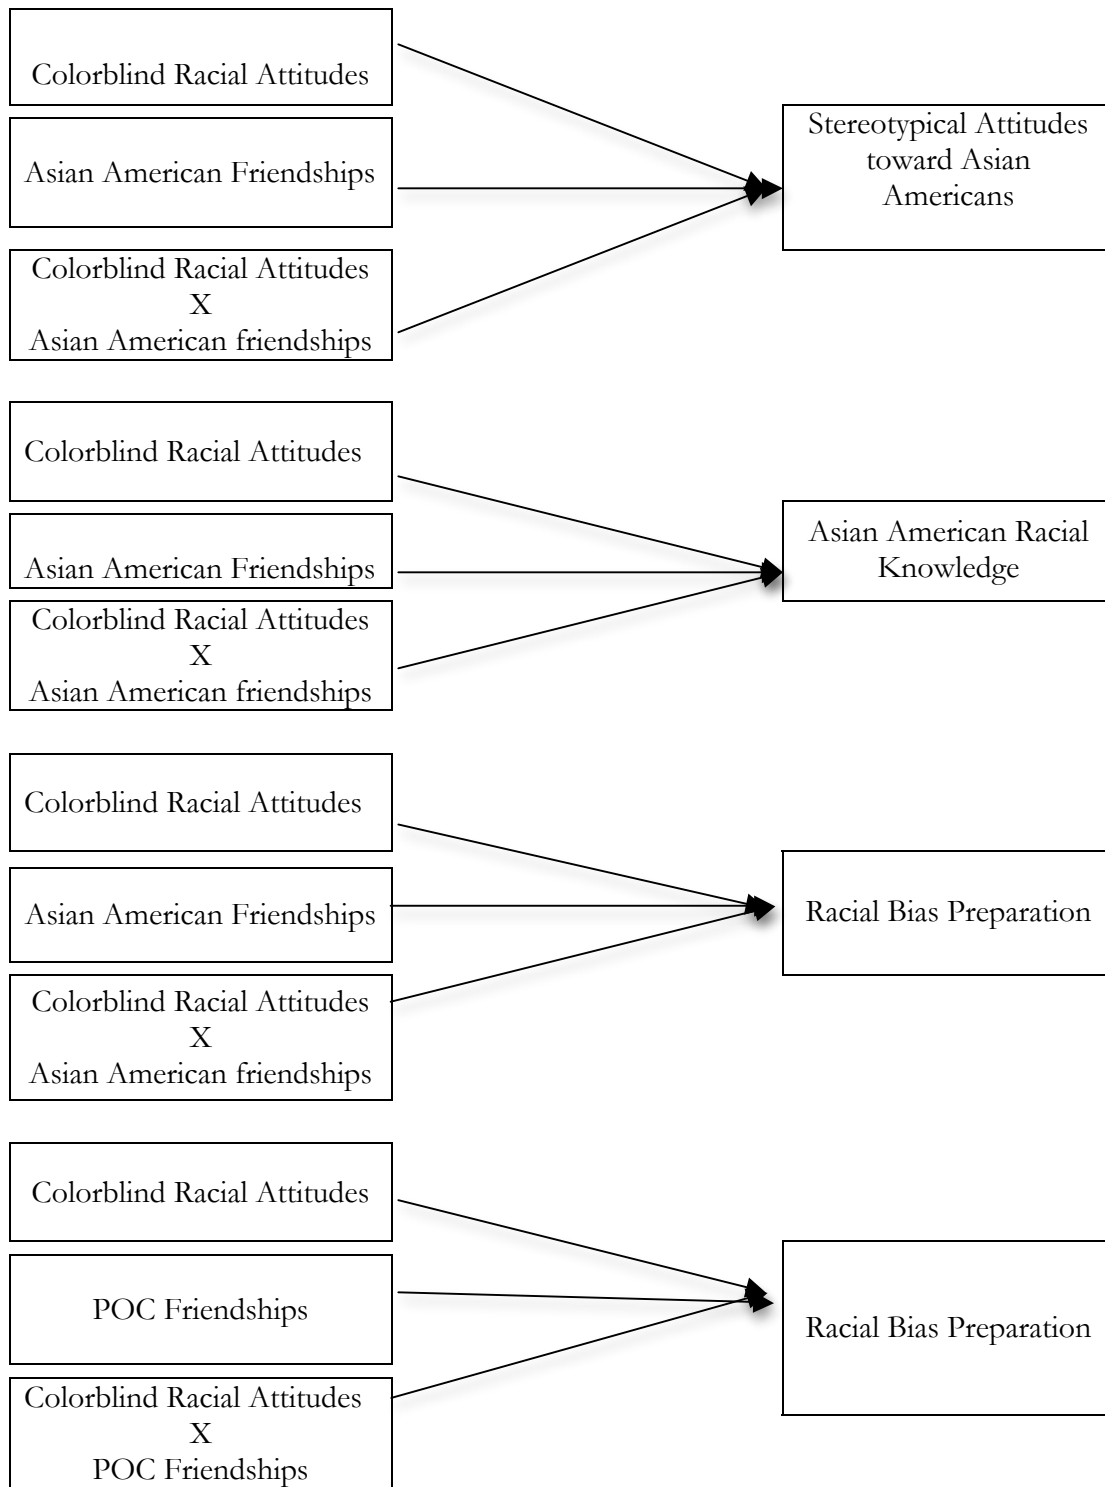 Colorblind Racial Attitudes
Asian American Friendships
Colorblind Racial Attitudes
X
Asian American friendships
Stereotypical Attitudes
toward Asian
Americans
Colorblind Racial Attitudes
Asian American Friendships
Colorblind Racial Attitudes
X
Asian American friendships
Asian American Racial
Knowledge
Colorblind Racial Attitudes
Asian American Friendships
Colorblind Racial Attitudes
X
Asian American friendships
Racial Bias Preparation
Colorblind Racial Attitudes
POC Friendships
Colorblind Racial Attitudes
X
POC Friendships
Racial Bias Preparation